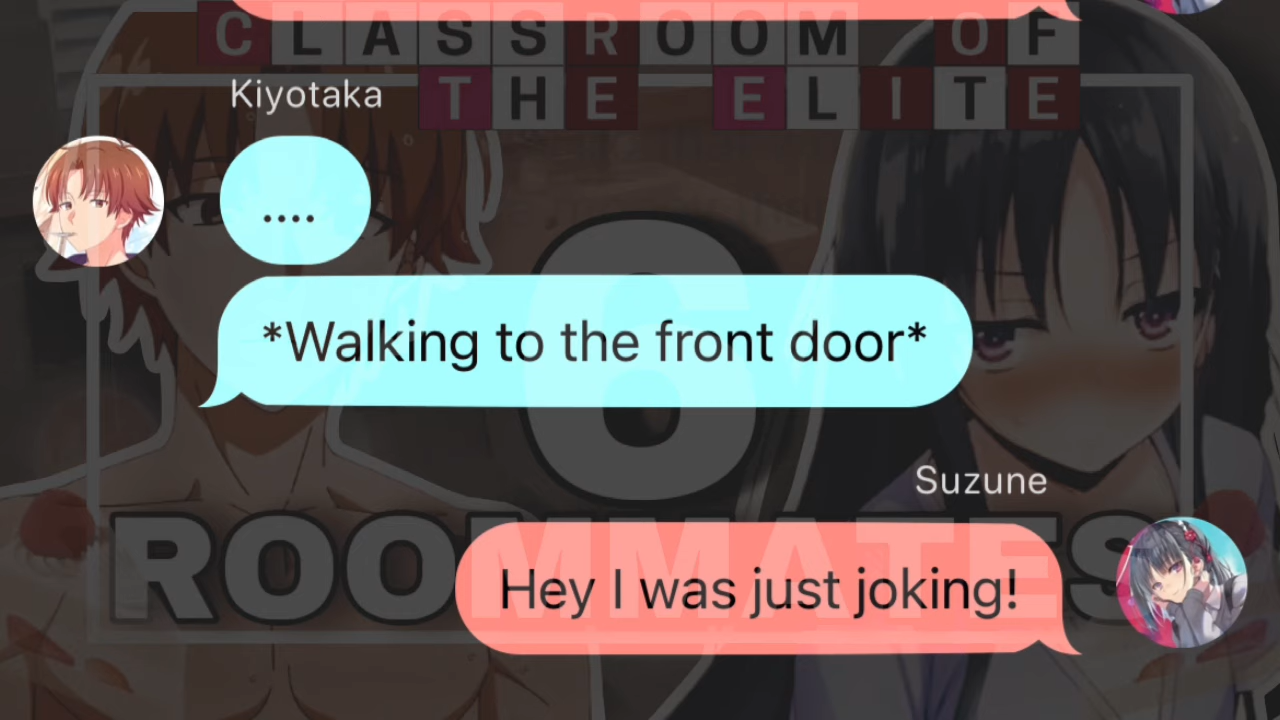 CLASSROOM OF
THE ELITE
Kiyotaka
....
*Walking to the front door*
6
Suzune
ROOMMATES
Hey I was just joking!